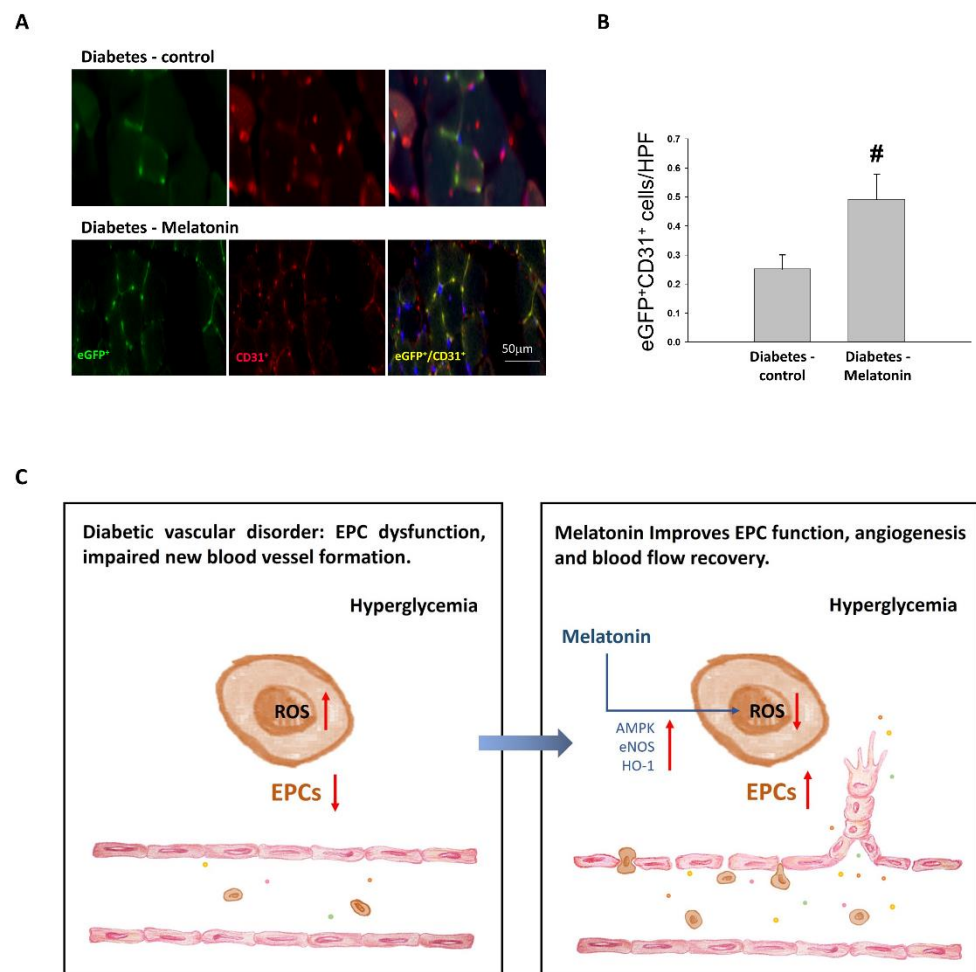 A
Diabetes - control
Diabetes - Melatonin
eGFP⁺
CD31⁺
eGFP⁺/CD31⁺
50μm
B
eGFP⁺CD31⁺ cells/HPF
0.7
0.6
0.5
0.4
0.3
0.2
0.1
0.0
#
Diabetes -
control
Diabetes -
Melatonin
C
Diabetic vascular disorder: EPC dysfunction,
impaired new blood vessel formation.
Hyperglycemia
ROS
EPCs
Melatonin Improves EPC function, angiogenesis
and blood flow recovery.
Hyperglycemia
Melatonin
ROS
AMPK
eNOS
HO-1
EPCs